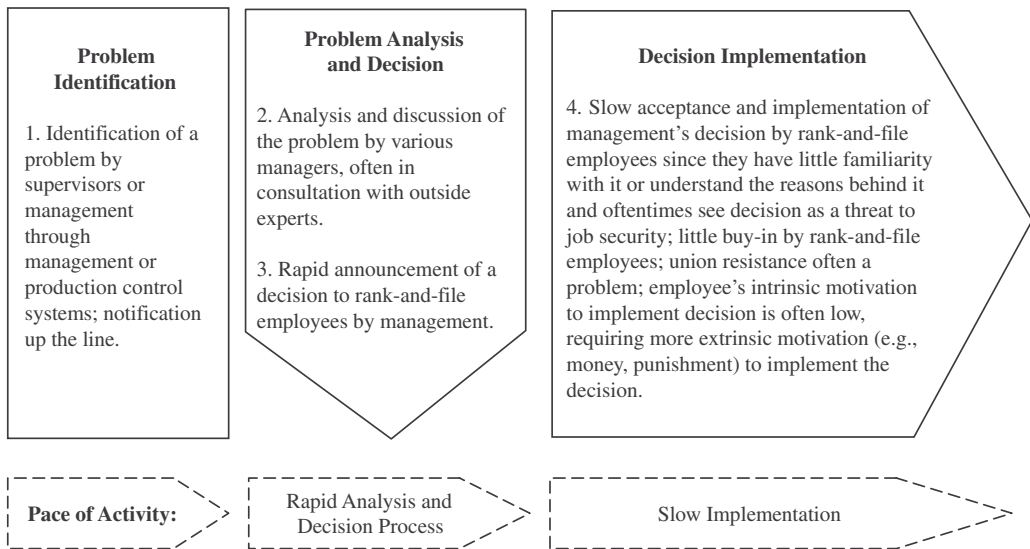 Problem
Identification
1. Identification of a
problem by
supervisors or
management
through
management or
production control
systems; notification
up the line.
Problem Analysis
and Decision
2. Analysis and discussion of
the problem by various
managers, often in
consultation with outside
experts.
3. Rapid announcement of a
decision to rank-and-file
employees by management.
Decision Implementation
4. Slow acceptance and implementation of
management’s decision by rank-and-file
employees since they have little familiarity
with it or understand the reasons behind it
and oftentimes see decision as a threat to
job security; little buy-in by rank-and-file
employees; union resistance often a
problem; employee’s intrinsic motivation
to implement decision is often low,
requiring more extrinsic motivation (e.g.,
money, punishment) to implement the
decision.
Pace of Activity:
Rapid Analysis and
Decision Process
Slow Implementation